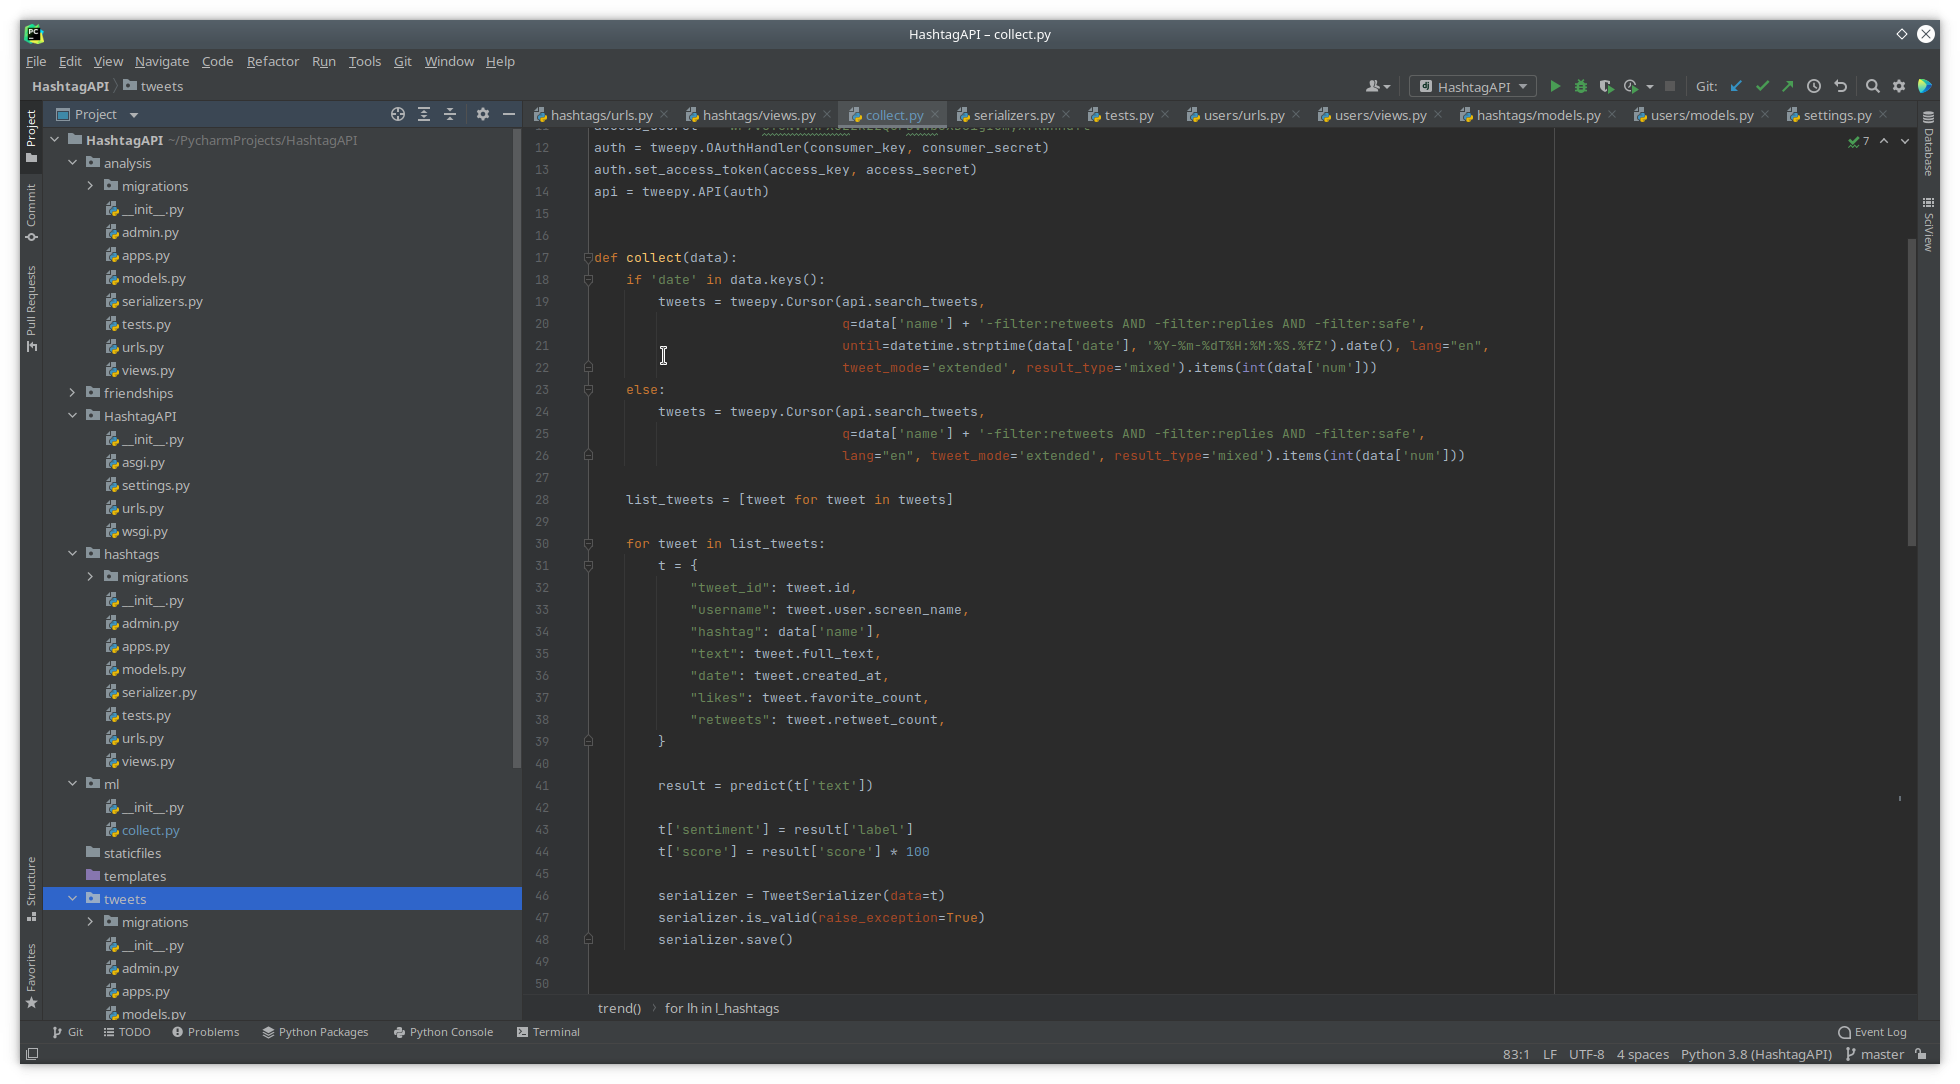 HashtagAPI – collect.py
File Edit View Navigate Code Refactor Run Tools Git Window Help
HashtagAPI tweets
HashtagAPI
Git:
Project
hashtags/urls.py
hashtags/views.py
collect.py
serializers.py
tests.py
users/urls.py
users/views.py
hashtags/models.py
users/models.py
settings.py
Project
Commit
Pull Requests
Structure
Favorites
HashtagAPI ~/PycharmProjects/HashtagAPI
analysis
migrations
__init__.py
admin.py
apps.py
models.py
serializers.py
tests.py
urls.py
views.py
friendships
HashtagAPI
__init__.py
asgi.py
settings.py
urls.py
wsgi.py
hashtags
migrations
__init__.py
admin.py
apps.py
models.py
serializer.py
tests.py
urls.py
views.py
ml
__init__.py
collect.py
staticfiles
templates
tweets
migrations
__init__.py
admin.py
apps.py
models.py
12 auth = tweepy.OAuthHandler(consumer_key, consumer_secret)
13 auth.set_access_token(access_key, access_secret)
14 api = tweepy.API(auth)
15
16
17 def collect(data):
18 if 'date' in data.keys():
19 tweets = tweepy.Cursor(api.search_tweets,
20 q=data['name'] + '-filter:retweets AND -filter:replies AND -filter:safe',
21 until=datetime.strptime(data['date'], '%Y-%m-%dT%H:%M:%S.%fZ').date(), lang="en",
22 tweet_mode='extended', result_type='mixed').items(int(data['num']))
23 else:
24 tweets = tweepy.Cursor(api.search_tweets,
25 q=data['name'] + '-filter:retweets AND -filter:replies AND -filter:safe',
26 lang="en", tweet_mode='extended', result_type='mixed').items(int(data['num']))
27
28 list_tweets = [tweet for tweet in tweets]
29
30 for tweet in list_tweets:
31 t = {
32 "tweet_id": tweet.id,
33 "username": tweet.user.screen_name,
34 "hashtag": data['name'],
35 "text": tweet.full_text,
36 "date": tweet.created_at,
37 "likes": tweet.favorite_count,
38 "retweets": tweet.retweet_count,
39 }
40
41 result = predict(t['text'])
42
43 t['sentiment'] = result['label']
44 t['score'] = result['score'] * 100
45
46 serializer = TweetSerializer(data=t)
47 serializer.is_valid(raise_exception=True)
48 serializer.save()
49
50
7
Database
SciView
trend() for lh in l_hashtags
Git TODO Problems Python Packages Python Console Terminal
Event Log
83:1 LF UTF-8 4 spaces Python 3.8 (HashtagAPI) master